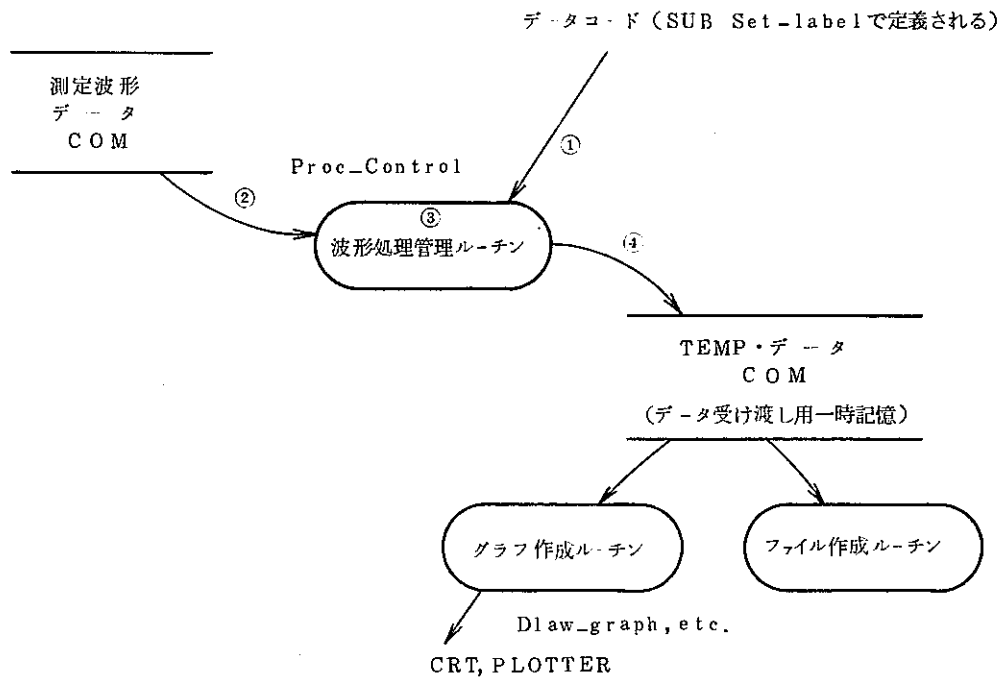 データコード（SUB Set-labelで定義される）
測定波形
データ
COM
①
Proc_Control
②
③
波形処理管理ルーチン
④
TEMP・データ
COM
（データ受け渡し用一時記憶）
グラフ作成ルーチン
ファイル作成ルーチン
Dlaw_graph,etc.
CRT,PLOTTER